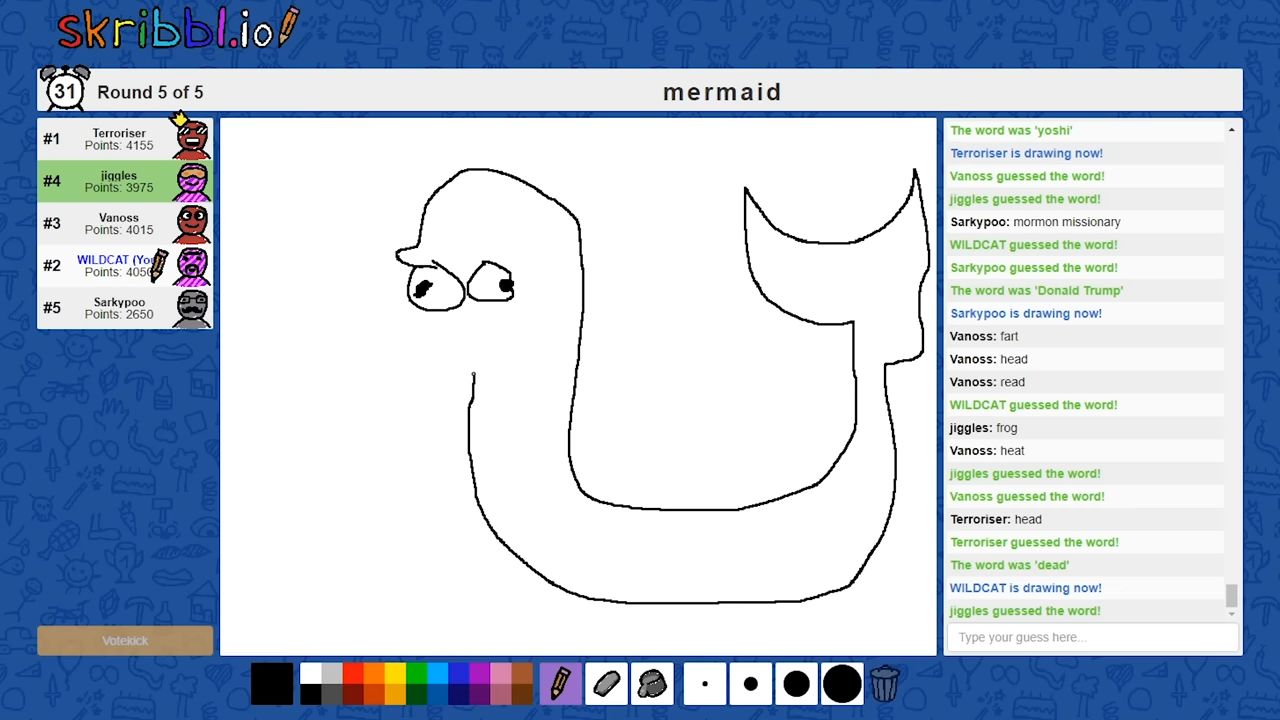 skribbl.io
31
Round 5 of 5
mermaid
#1
Terroriser
Points: 4155
#4
jiggles
Points: 3975
#3
Vanoss
Points: 4015
#2
WILDCAT (You
Points: 4050
#5
Sarkypoo
Points: 2650
Votekick
The word was 'yoshi'
Terroriser is drawing now!
Vanoss guessed the word!
jiggles guessed the word!
Sarkypoo: mormon missionary
WILDCAT guessed the word!
Sarkypoo guessed the word!
The word was 'Donald Trump'
Sarkypoo is drawing now!
Vanoss: fart
Vanoss: head
Vanoss: read
WILDCAT guessed the word!
jiggles: frog
Vanoss: heat
jiggles guessed the word!
Vanoss guessed the word!
Terroriser: head
Terroriser guessed the word!
The word was 'dead'
WILDCAT is drawing now!
jiggles guessed the word!
Type your guess here...